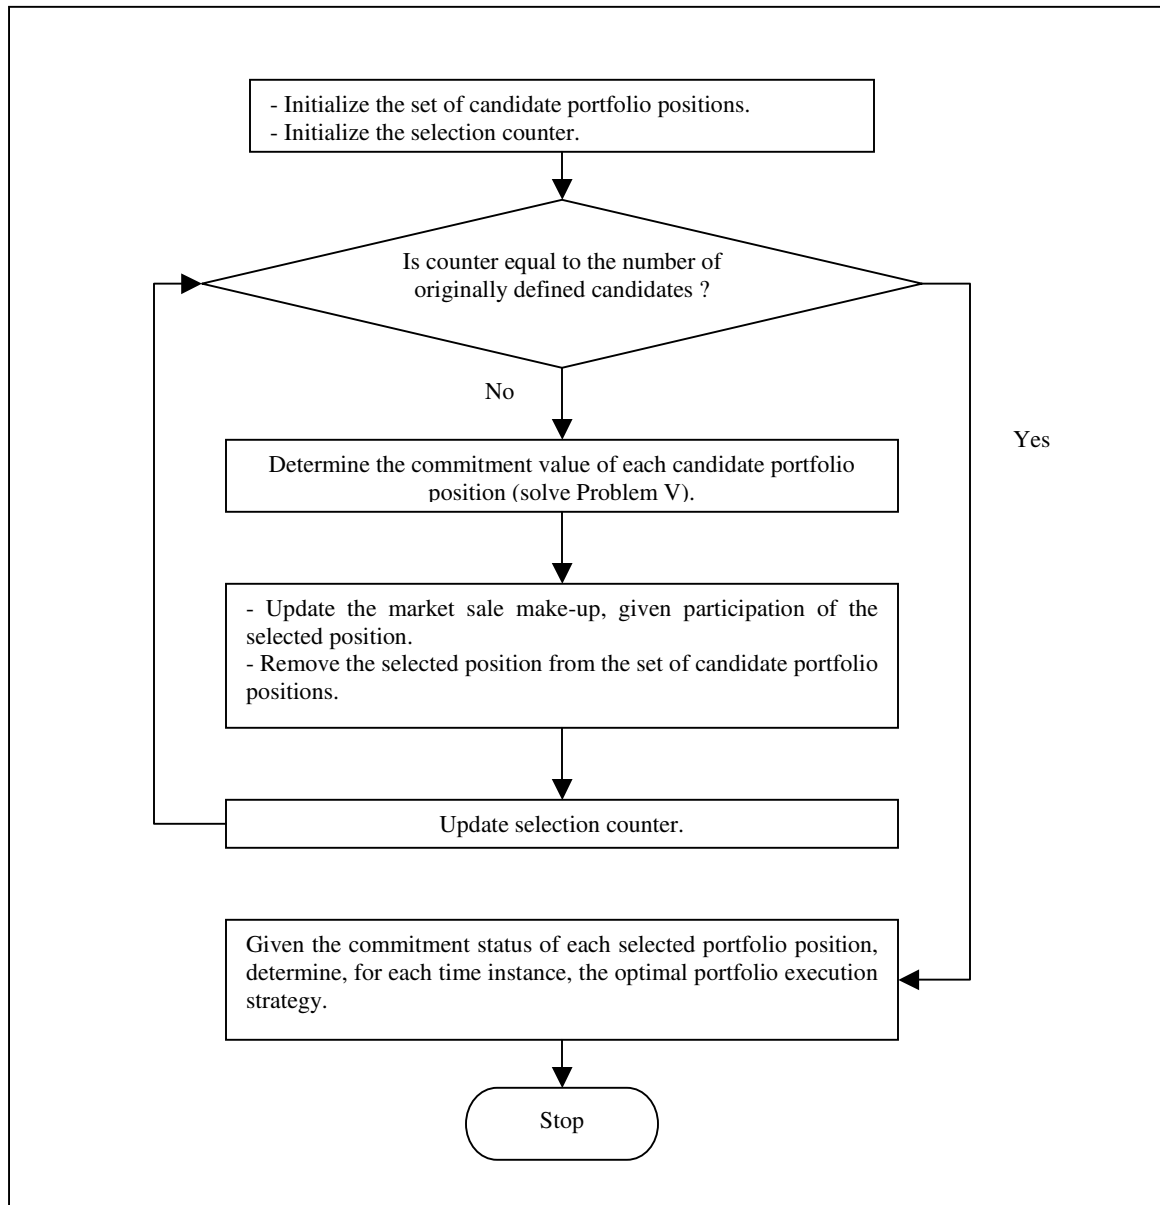 - Initialize the set of candidate portfolio positions.
- Initialize the selection counter.
Is counter equal to the number of
originally defined candidates ?
No
Yes
Determine the commitment value of each candidate portfolio
position (solve Problem V).
- Update the market sale make-up, given participation of the
selected position.
- Remove the selected position from the set of candidate portfolio
positions.
Update selection counter.
Given the commitment status of each selected portfolio position,
determine, for each time instance, the optimal portfolio execution
strategy.
Stop